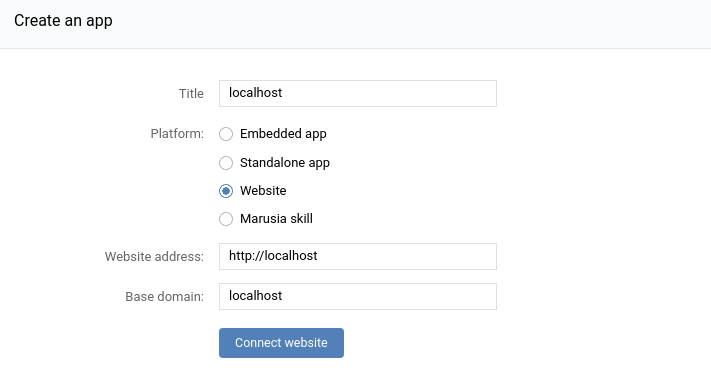 Create an app
Title localhost
Platform: Embedded app
Standalone app
Website
Marusia skill
Website address: http://localhost
Base domain: localhost
Connect website